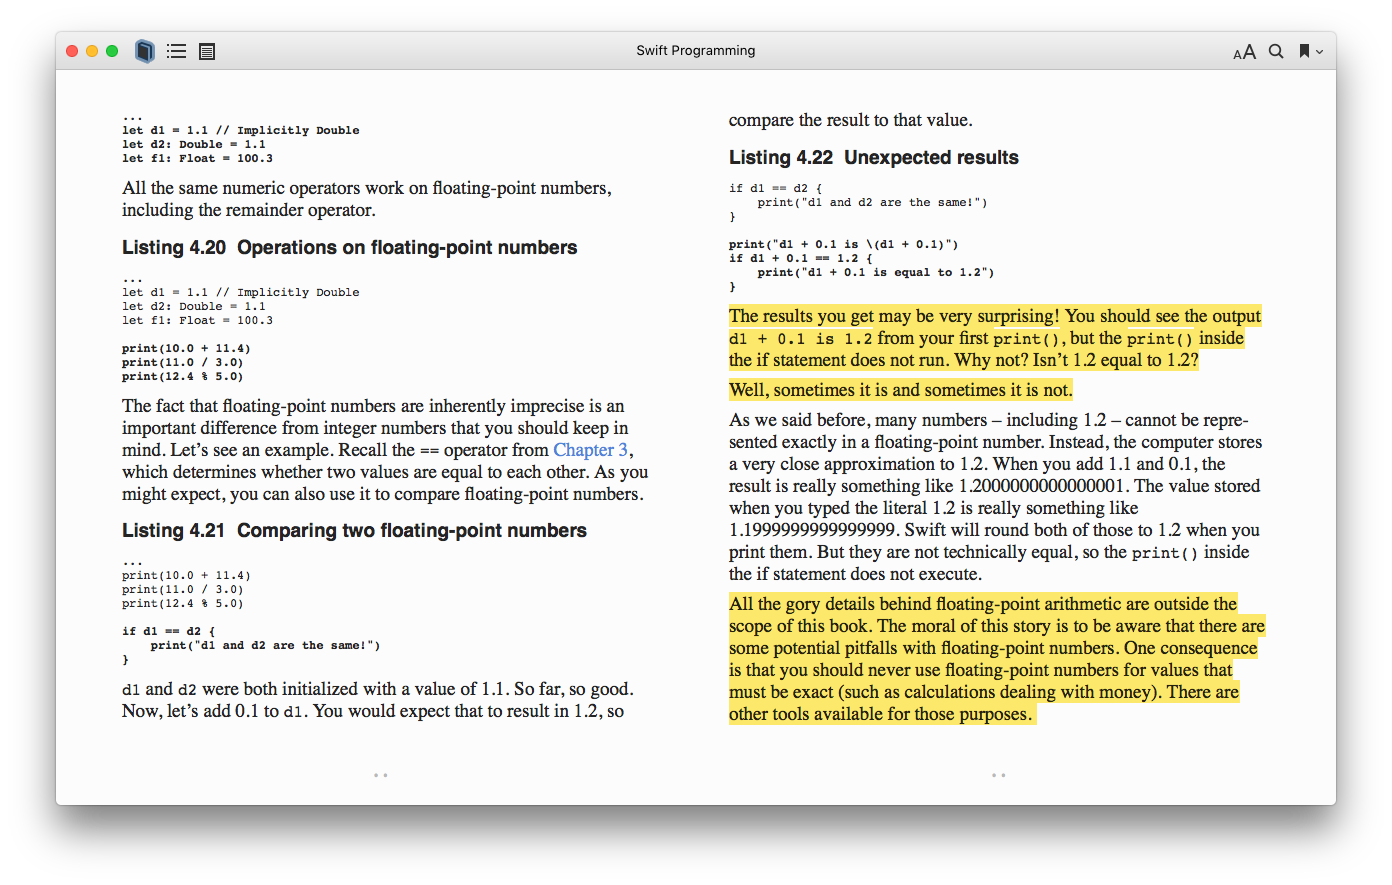 Swift Programming
AA
...
let d1 = 1.1 // Implicitly Double
let d2: Double = 1.1
let f1: Float = 100.3
All the same numeric operators work on floating-point numbers,
including the remainder operator.
Listing 4.20  Operations on floating-point numbers
...
let d1 = 1.1 // Implicitly Double
let d2: Double = 1.1
let f1: Float = 100.3
print(10.0 + 11.4)
print(11.0 / 3.0)
print(12.4 % 5.0)
The fact that floating-point numbers are inherently imprecise is an
important difference from integer numbers that you should keep in
mind. Let’s see an example. Recall the == operator from Chapter 3,
which determines whether two values are equal to each other. As you
might expect, you can also use it to compare floating-point numbers.
Listing 4.21  Comparing two floating-point numbers
...
print(10.0 + 11.4)
print(11.0 / 3.0)
print(12.4 % 5.0)
if d1 == d2 {
    print("d1 and d2 are the same!")
}
d1 and d2 were both initialized with a value of 1.1. So far, so good.
Now, let’s add 0.1 to d1. You would expect that to result in 1.2, so
compare the result to that value.
Listing 4.22  Unexpected results
if d1 == d2 {
    print("d1 and d2 are the same!")
}
print("d1 + 0.1 is \(d1 + 0.1)")
if d1 + 0.1 == 1.2 {
    print("d1 + 0.1 is equal to 1.2")
}
The results you get may be very surprising! You should see the output
d1 + 0.1 is 1.2 from your first print(), but the print() inside
the if statement does not run. Why not? Isn’t 1.2 equal to 1.2?
Well, sometimes it is and sometimes it is not.
As we said before, many numbers – including 1.2 – cannot be repre-
sented exactly in a floating-point number. Instead, the computer stores
a very close approximation to 1.2. When you add 1.1 and 0.1, the
result is really something like 1.2000000000000001. The value stored
when you typed the literal 1.2 is really something like
1.1999999999999999. Swift will round both of those to 1.2 when you
print them. But they are not technically equal, so the print() inside
the if statement does not execute.
All the gory details behind floating-point arithmetic are outside the
scope of this book. The moral of this story is to be aware that there are
some potential pitfalls with floating-point numbers. One consequence
is that you should never use floating-point numbers for values that
must be exact (such as calculations dealing with money). There are
other tools available for those purposes.